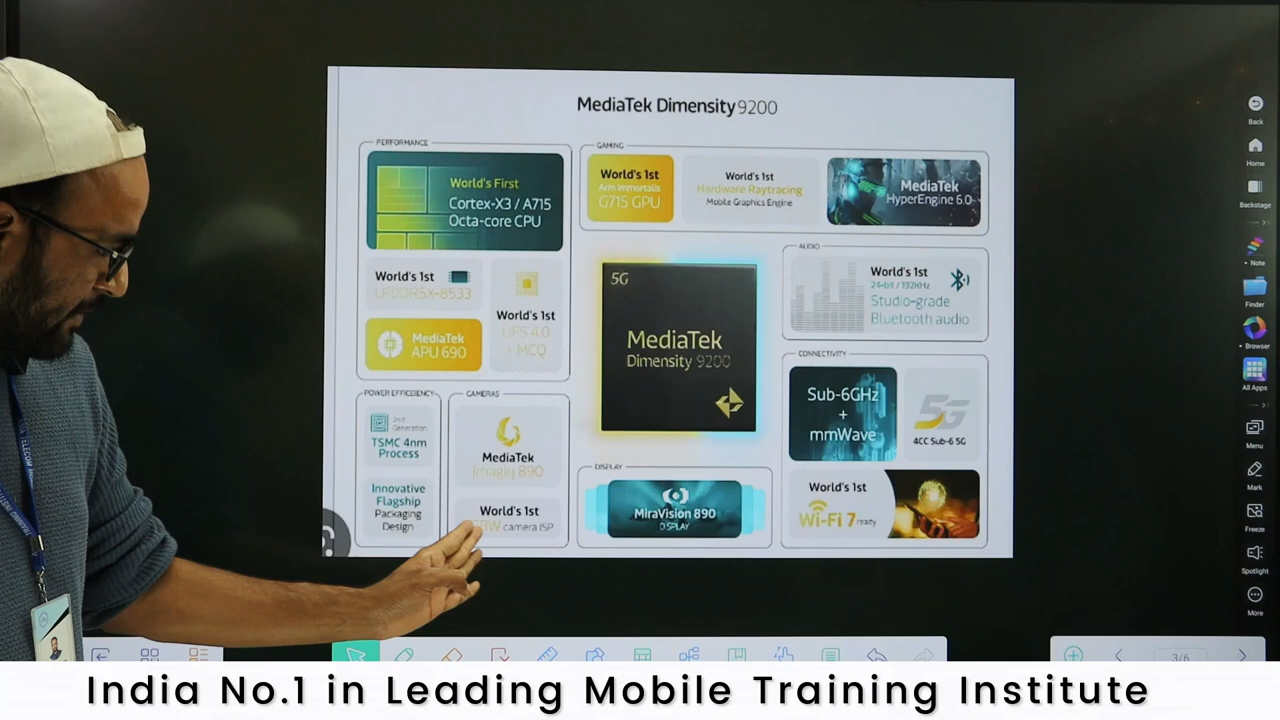 MediaTek Dimensity 9200
PERFORMANCE
World's First
Cortex-X3 / A715
Octa-core CPU
World's 1st
LPDDR5X-8533
MediaTek
APU 690
World's 1st
UFS 4.0
+ MCQ
GAMING
World's 1st
Arm Immortalis
G715 GPU
World's 1st
Hardware Raytracing
Mobile Graphics Engine
MediaTek
HyperEngine 6.0
5G
MediaTek
Dimensity 9200
AUDIO
World's 1st
24-bit / 192KHz
Studio-grade
Bluetooth audio
POWER EFFICIENCY
2nd
Generation
TSMC 4nm
Process
Innovative
Flagship
Packaging
Design
CAMERAS
MediaTek
Imagiq 890
World's 1st
camera ISP
DISPLAY
MiraVision 890
DISPLAY
CONNECTIVITY
Sub-6GHz
+
mmWave
5G
4CC Sub-6 5G
World's 1st
Wi-Fi 7 ready
Back
Home
Backstage
Note
Finder
Browser
All Apps
Menu
Mark
Freeze
Spotlight
More
3/6
India No.1 in Leading Mobile Training Institute